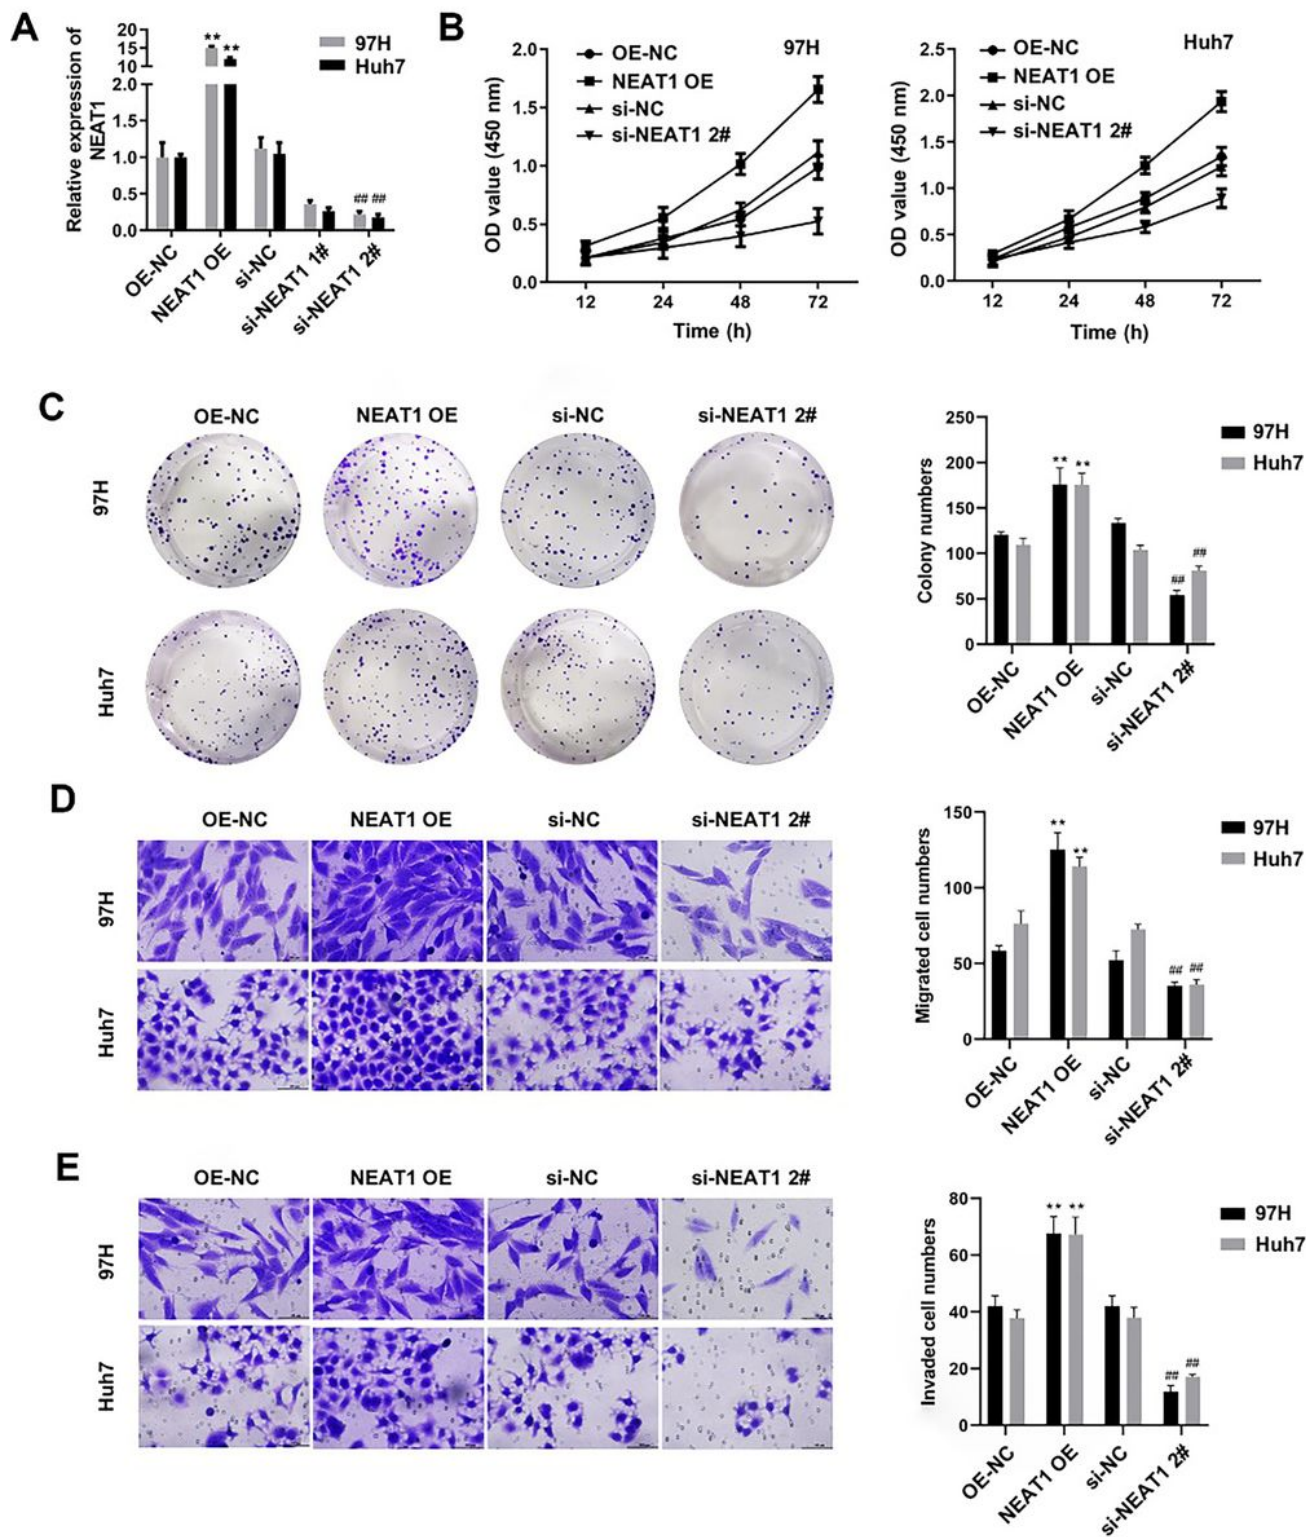 A
Relative expression of
NEAT1
20
15
10
2.0
1.5
1.0
0.5
0.0
** **
## ##
97H
Huh7
OE-NC
NEAT1 OE
si-NC
si-NEAT1 1#
si-NEAT1 2#
B
OD value (450 nm)
2.0
1.5
1.0
0.5
0.0
OE-NC
NEAT1 OE
si-NC
si-NEAT1 2#
97H
12 24 48 72
Time (h)
OD value (450 nm)
2.5
2.0
1.5
1.0
0.5
0.0
OE-NC
NEAT1 OE
si-NC
si-NEAT1 2#
Huh7
12 24 48 72
Time (h)
C
OE-NC NEAT1 OE si-NC si-NEAT1 2#
97H
Huh7
Colony numbers
250
200
150
100
50
0
** **
## ##
97H
Huh7
OE-NC
NEAT1 OE
si-NC
si-NEAT1 2#
D
OE-NC NEAT1 OE si-NC si-NEAT1 2#
97H
Huh7
Migrated cell numbers
150
100
50
0
** **
## ##
97H
Huh7
OE-NC
NEAT1 OE
si-NC
si-NEAT1 2#
E
OE-NC NEAT1 OE si-NC si-NEAT1 2#
97H
Huh7
Invaded cell numbers
80
60
40
20
0
** **
## ##
97H
Huh7
OE-NC
NEAT1 OE
si-NC
si-NEAT1 2#